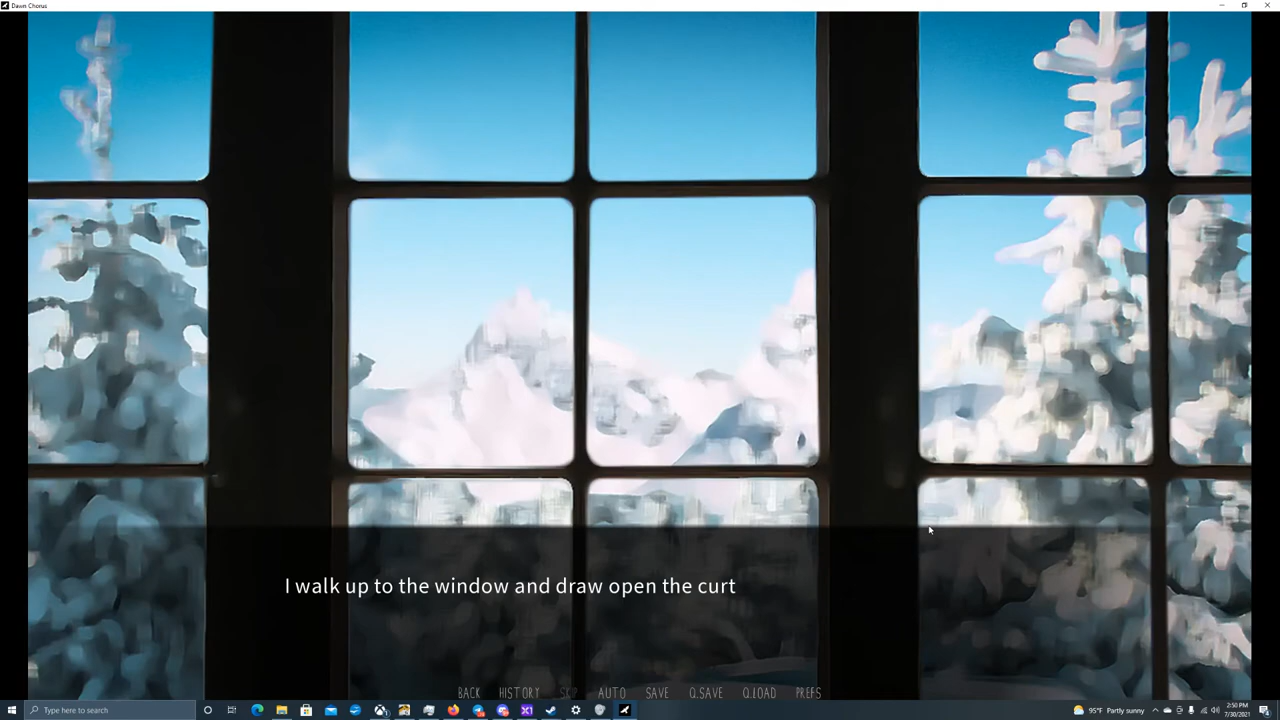 Dawn Chorus
I walk up to the window and draw open the curt
BACK HISTORY SKIP AUTO SAVE Q.SAVE Q.LOAD PREFS
Type here to search
95°F Partly sunny
2:50 PM
7/30/2021